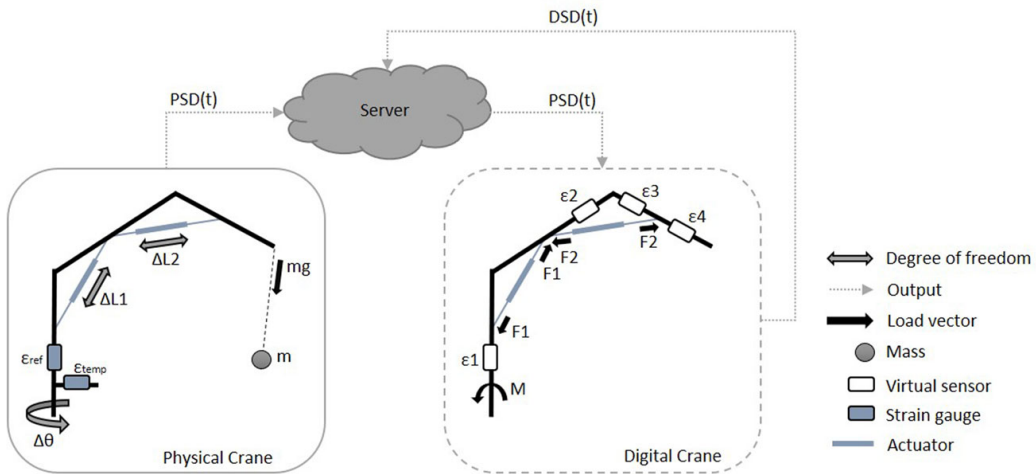 DSD(t)
PSD(t)
Server
PSD(t)
ΔL2
ΔL1
mg
m
εref
εtemp
Δθ
Physical Crane
ε2
ε3
ε4
F2
F2
F1
F1
ε1
M
Digital Crane
Degree of freedom
Output
Load vector
Mass
Virtual sensor
Strain gauge
Actuator